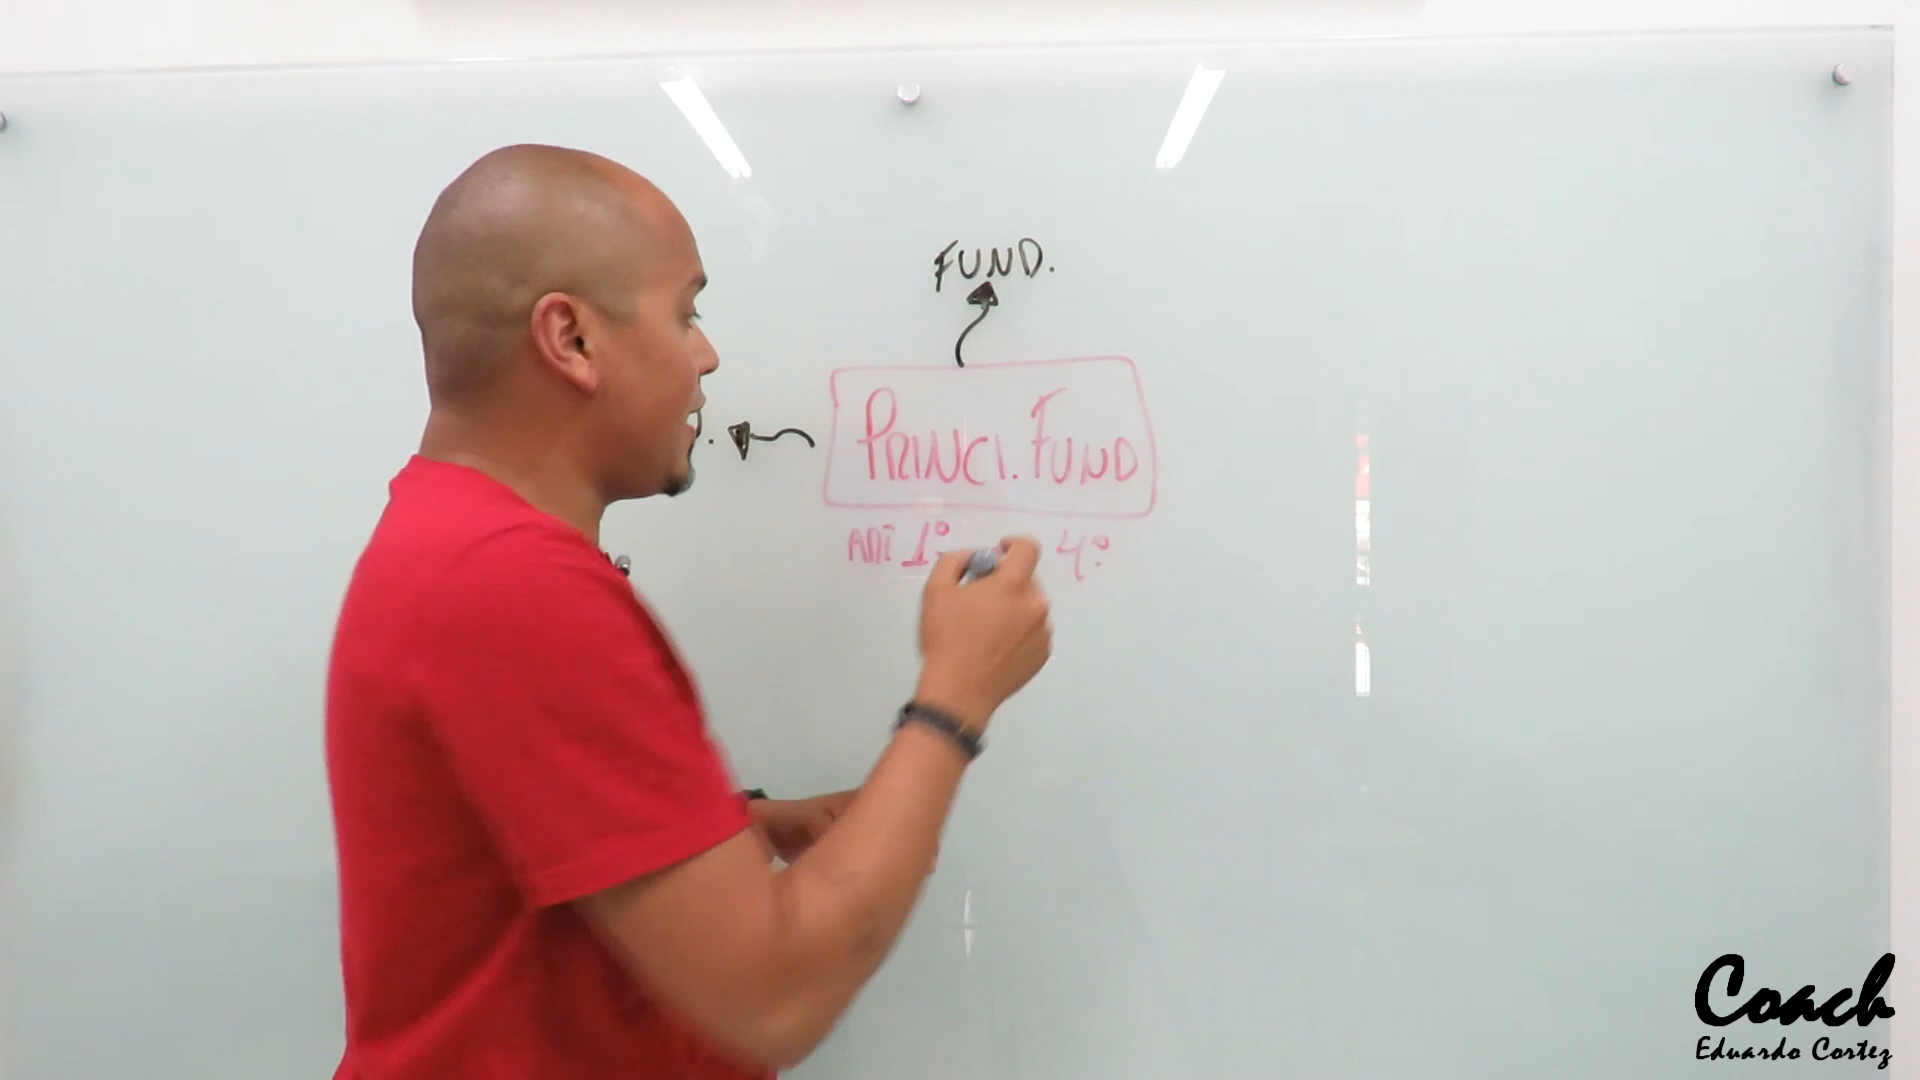 FUND.
PRINCI. FUND
ART 1º 4º
Coach
Eduardo Cortez